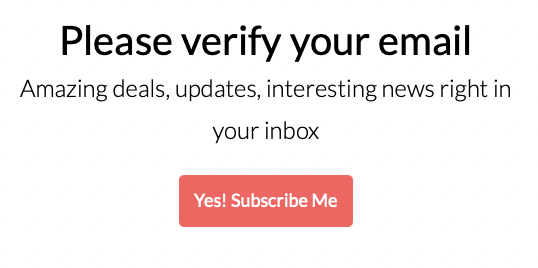 Please verify your email
Amazing deals, updates, interesting news right in
your inbox
Yes! Subscribe Me